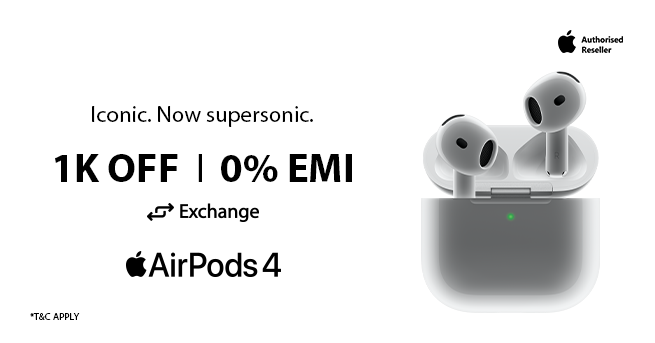 Authorised
Reseller
Iconic. Now supersonic.
1K OFF | 0% EMI
Exchange
AirPods 4
*T&C APPLY